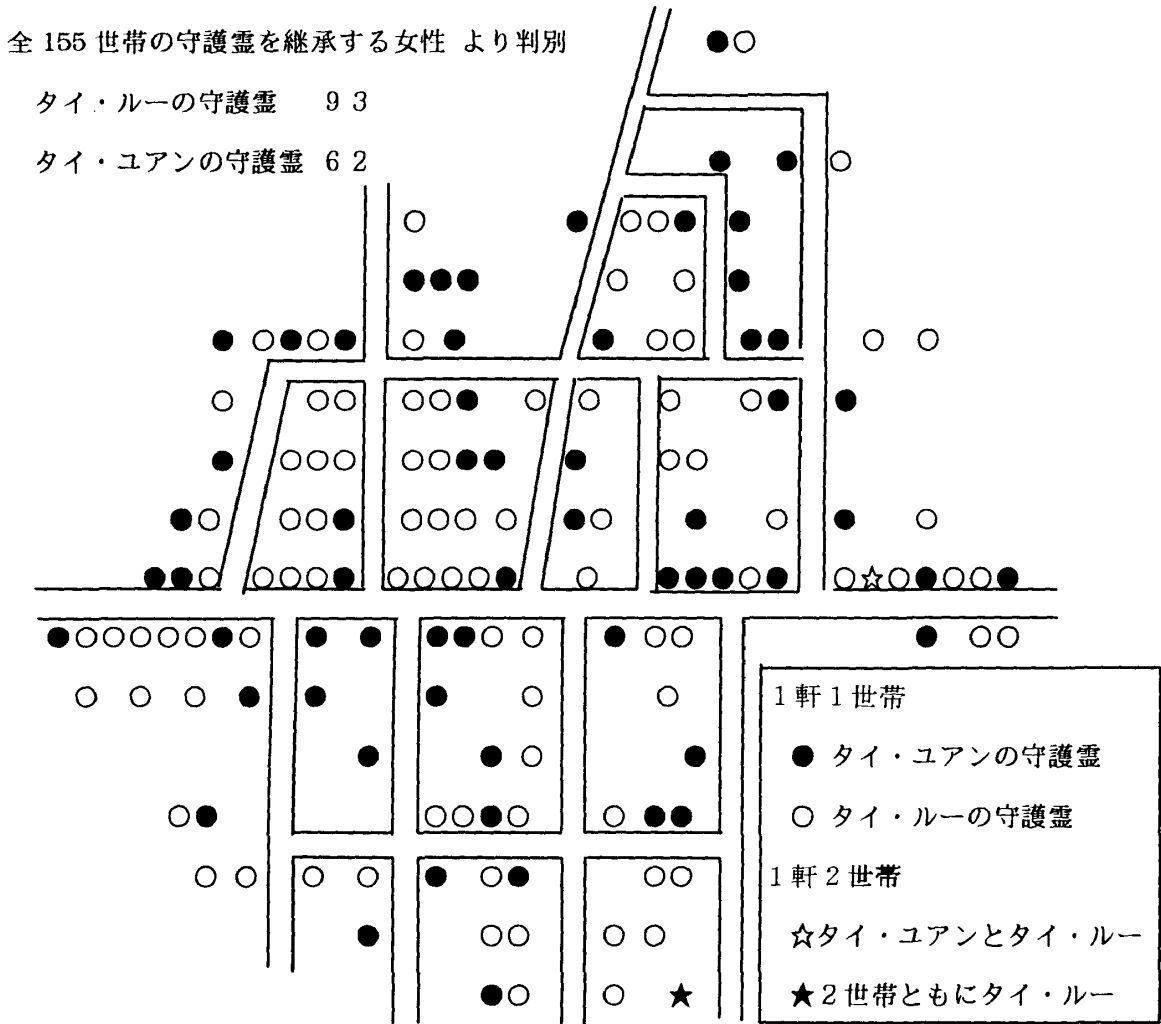 全155世帯の守護霊を継承する女性 より判別
タイ・ルーの守護霊 93
タイ・ユアンの守護霊 62
1軒1世帯
● タイ・ユアンの守護霊
○ タイ・ルーの守護霊
1軒2世帯
☆タイ・ユアンとタイ・ルー
★2世帯ともにタイ・ルー